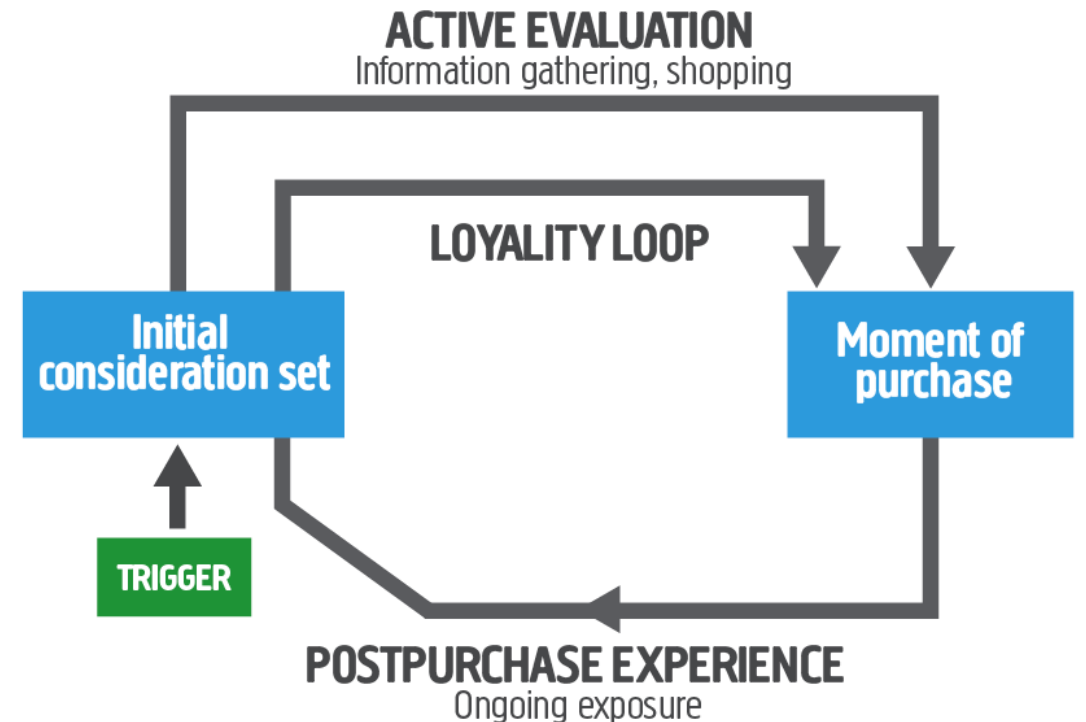 ACTIVE EVALUATION
Information gathering, shopping
LOYALITY LOOP
Initial
consideration set
Moment of
purchase
TRIGGER
POSTPURCHASE EXPERIENCE
Ongoing exposure